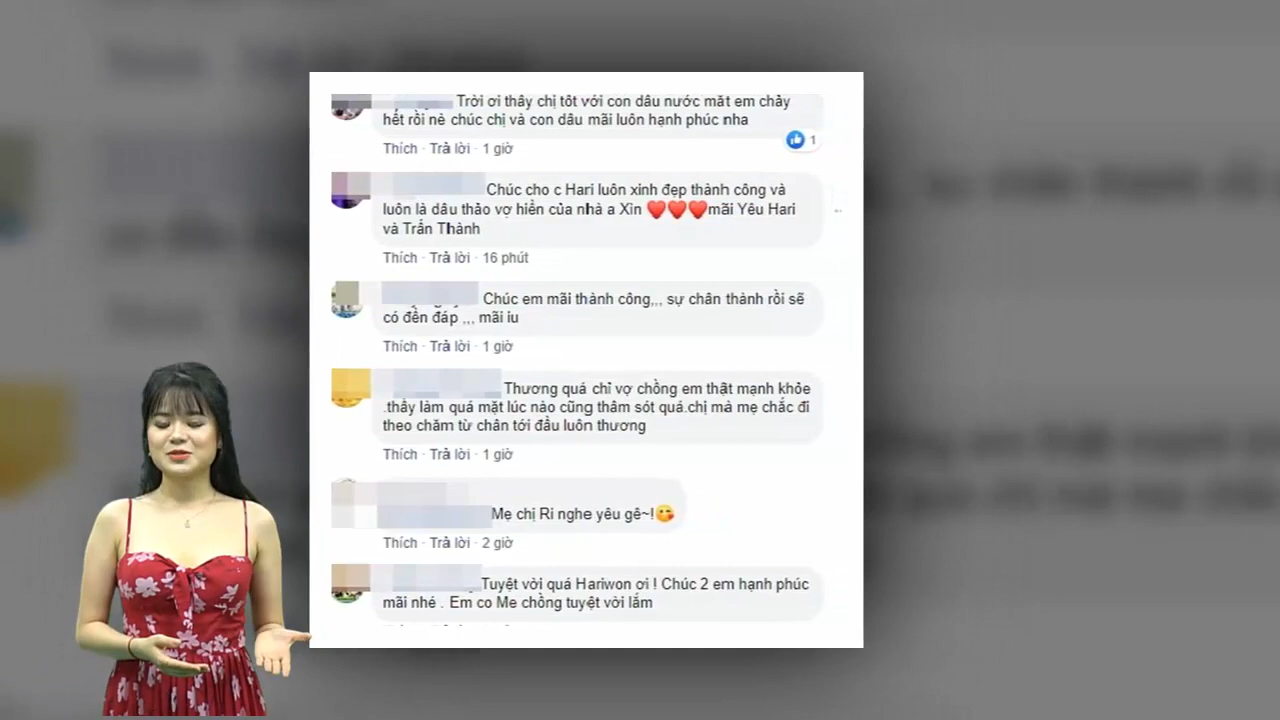 Trời ơi thấy chị tốt với con dâu nước mắt em chảy
hết rồi nè chúc chị và con dâu mãi luôn hạnh phúc nha
1
Thích · Trả lời · 1 giờ
Chúc cho c Hari luôn xinh đẹp thành công và
luôn là dâu thảo vợ hiền của nhà a Xìn ❤️❤️❤️mãi Yêu Hari
và Trấn Thành
Thích · Trả lời · 16 phút
Chúc em mãi thành công,,, sự chân thành rồi sẽ
có đền đáp ,,, mãi iu
Thích · Trả lời · 1 giờ
Thương quá chỉ vợ chồng em thật mạnh khỏe
.thấy làm quá mặt lúc nào cũng thâm sót quá.chị mà mẹ chắc đi
theo chăm từ chân tới đầu luôn thương
Thích · Trả lời · 1 giờ
Mẹ chị Ri nghe yêu gê~!😋
Thích · Trả lời · 2 giờ
Tuyệt vời quá Hariwon ơi ! Chúc 2 em hạnh phúc
mãi nhé . Em co Mẹ chồng tuyệt vời lắm